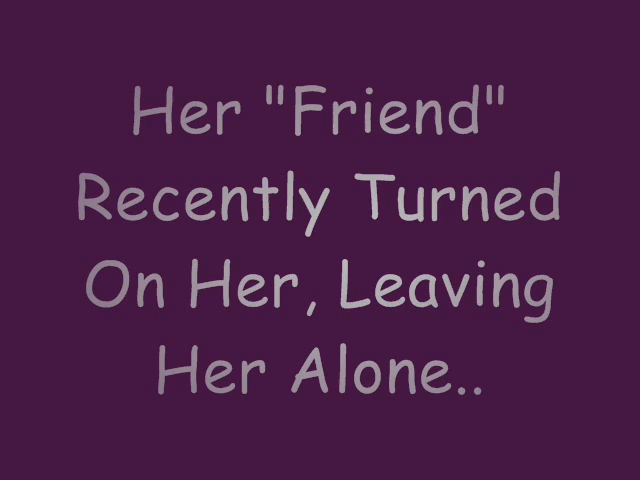 Her "Friend"
Recently Turned
On Her, Leaving
Her Alone..